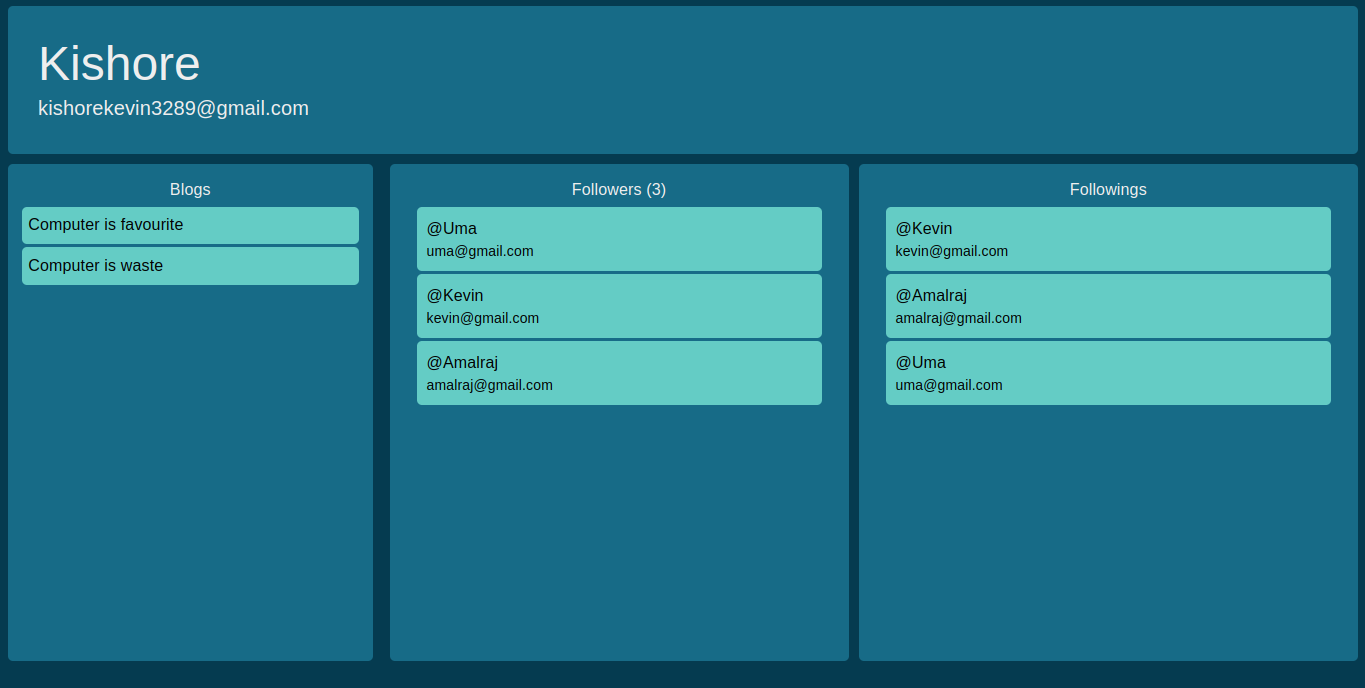 Kishore
kishorekevin3289@gmail.com
Blogs
Computer is favourite
Computer is waste
Followers (3)
@Uma
uma@gmail.com
@Kevin
kevin@gmail.com
@Amalraj
amalraj@gmail.com
Followings
@Kevin
kevin@gmail.com
@Amalraj
amalraj@gmail.com
@Uma
uma@gmail.com